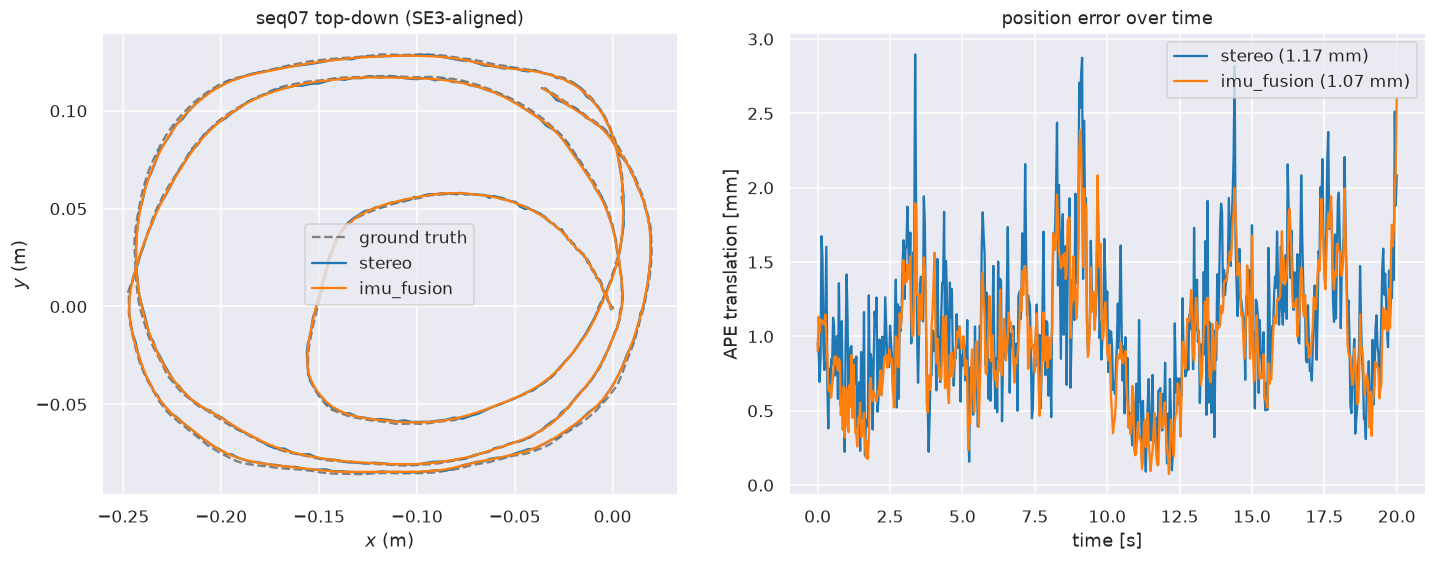 seq07 top-down (SE3-aligned)
0.10
0.05
0.00
−0.05
y (m)
−0.25
−0.20
−0.15
−0.10
−0.05
0.00
x (m)
ground truth
stereo
imu_fusion
position error over time
3.0
2.5
2.0
1.5
1.0
0.5
0.0
APE translation [mm]
0.0
2.5
5.0
7.5
10.0
12.5
15.0
17.5
20.0
time [s]
stereo (1.17 mm)
imu_fusion (1.07 mm)